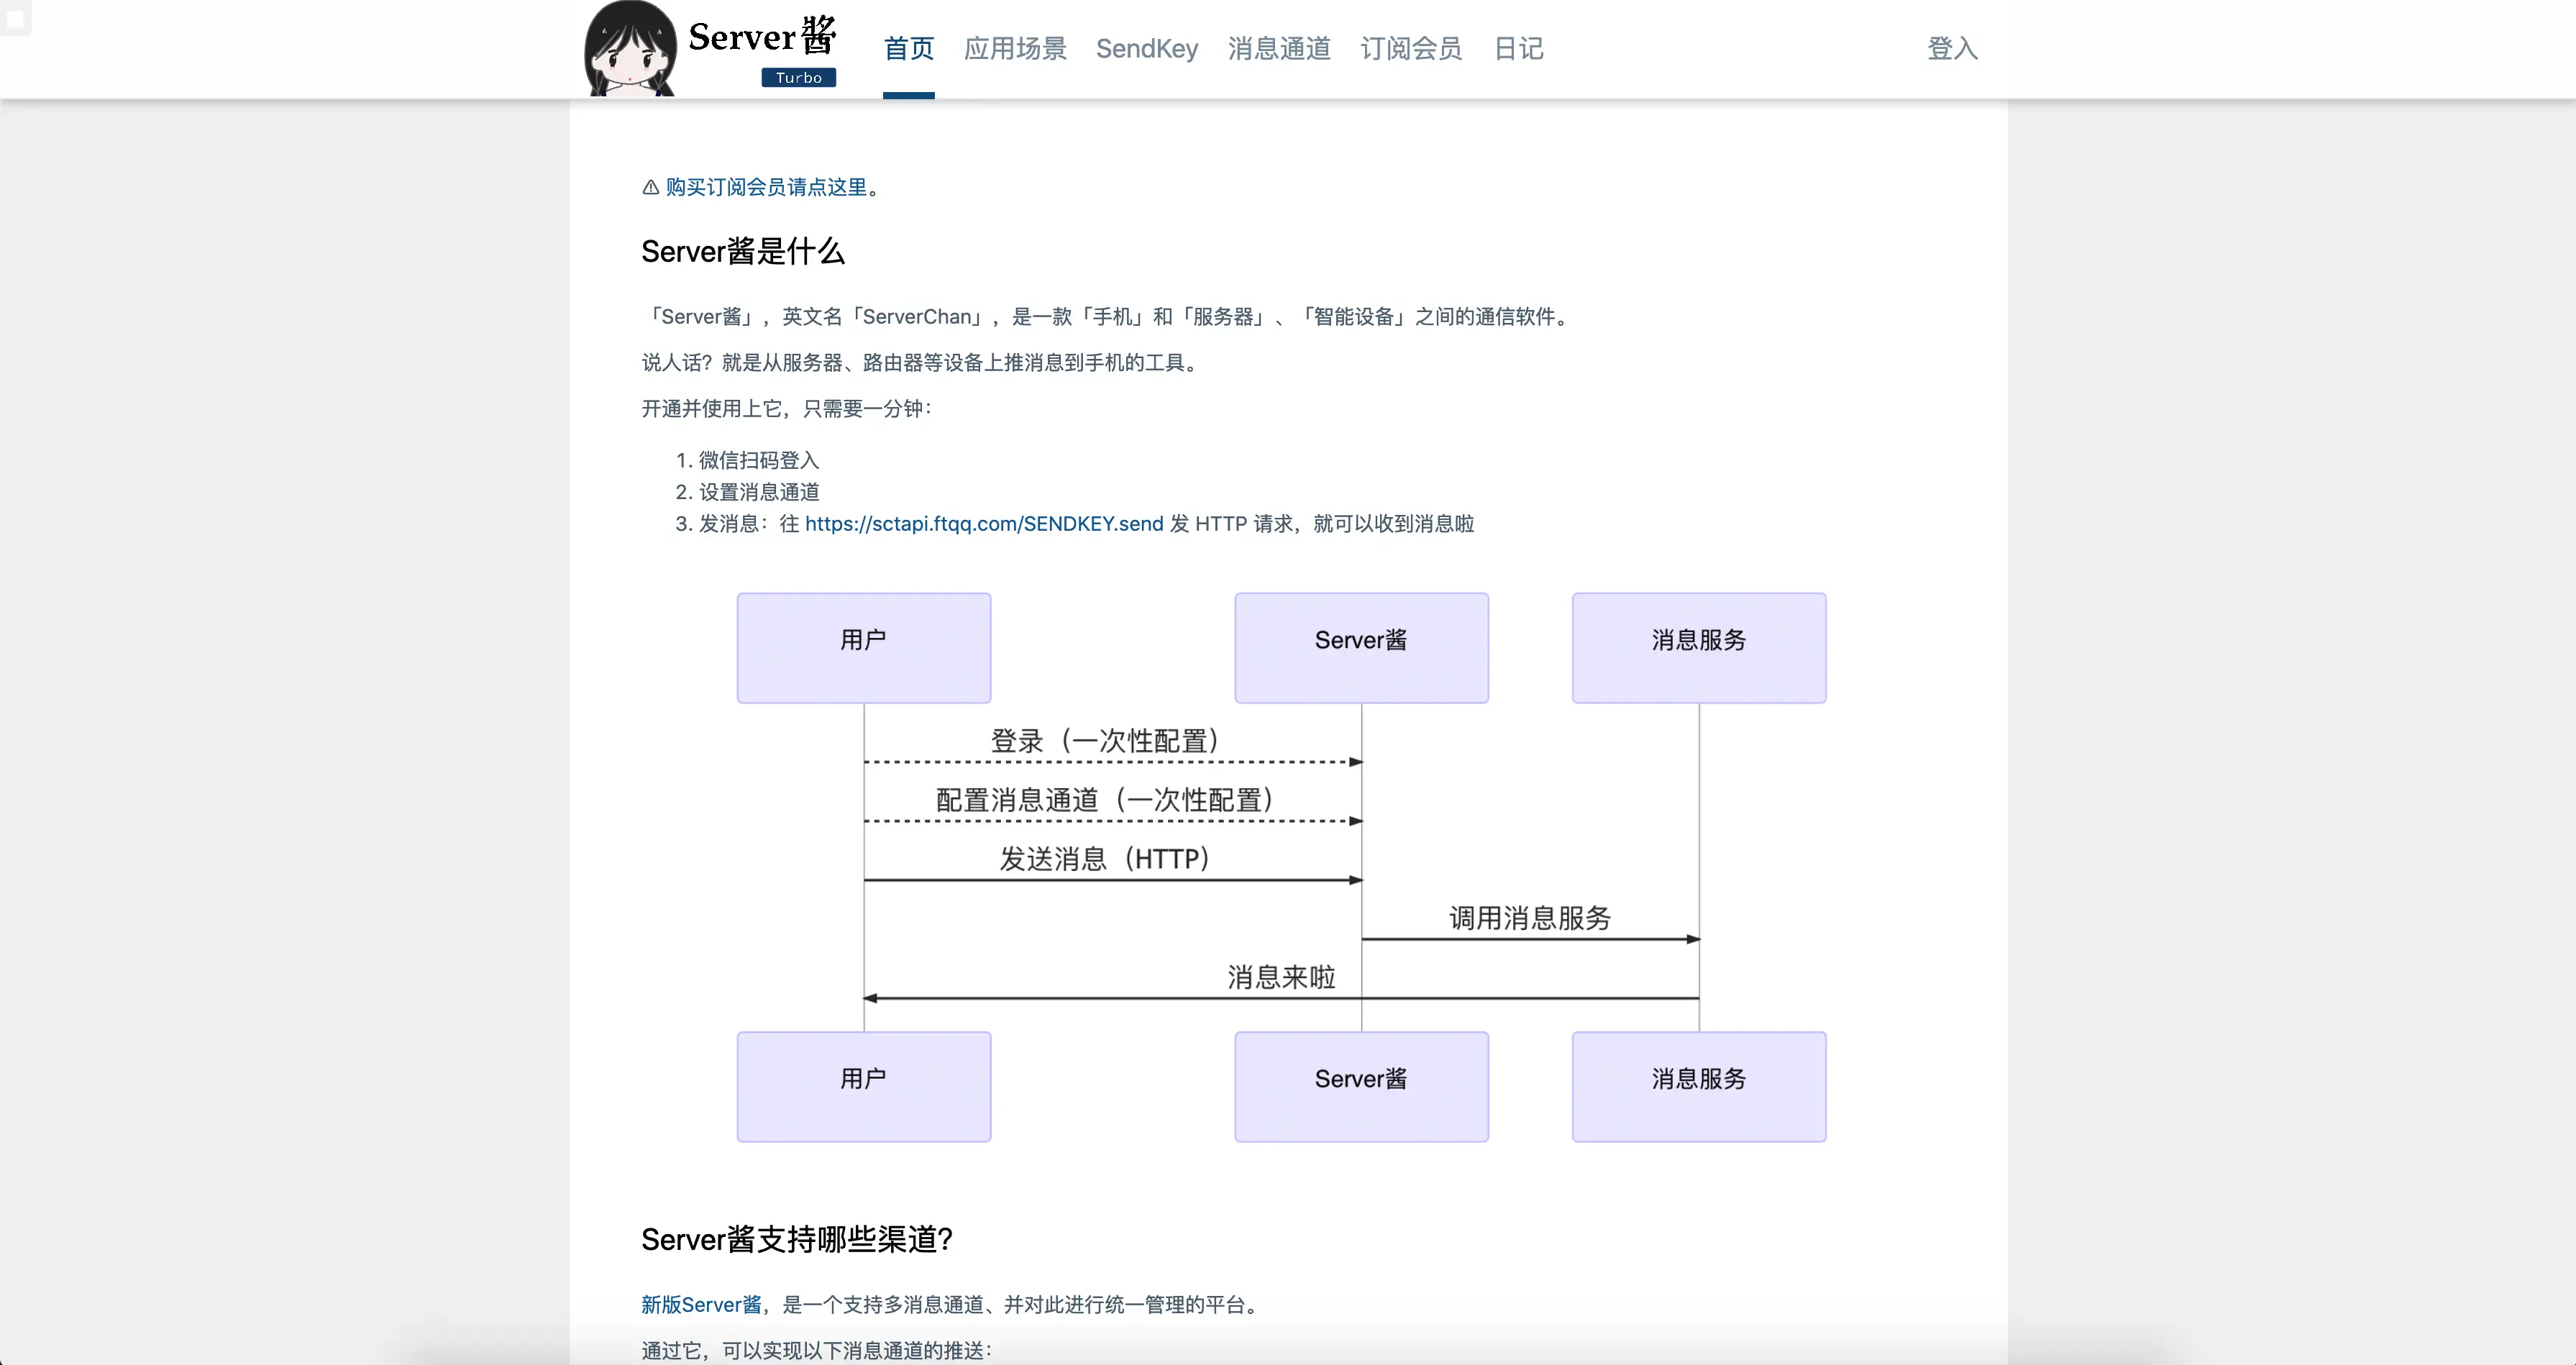 Server酱
Turbo
首页 应用场景 SendKey 消息通道 订阅会员 日记 登入
⚠ 购买订阅会员请点这里。
Server酱是什么
「Server酱」，英文名「ServerChan」，是一款「手机」和「服务器」、「智能设备」之间的通信软件。
说人话？就是从服务器、路由器等设备上推消息到手机的工具。
开通并使用上它，只需要一分钟：
1. 微信扫码登入
2. 设置消息通道
3. 发消息：往 https://sctapi.ftqq.com/SENDKEY.send 发 HTTP 请求，就可以收到消息啦
用户 Server酱 消息服务
登录（一次性配置）
配置消息通道（一次性配置）
发送消息（HTTP）
调用消息服务
消息来啦
用户 Server酱 消息服务
Server酱支持哪些渠道？
新版Server酱，是一个支持多消息通道、并对此进行统一管理的平台。
通过它，可以实现以下消息通道的推送：